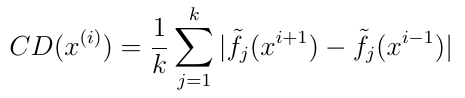 $CD(x^{(i)}) = \frac{1}{k} \sum_{j=1}^{k} |\tilde{f}_j(x^{i+1}) - \tilde{f}_j(x^{i-1})|$